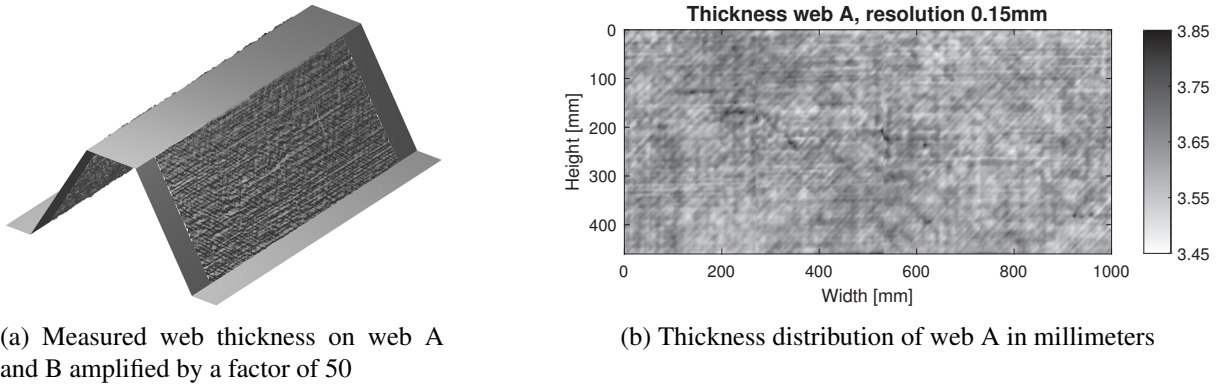 Thickness web A, resolution 0.15mm
0
100
200
300
400
Height [mm]
0 200 400 600 800 1000
Width [mm]
3.85
3.75
3.65
3.55
3.45
(a) Measured web thickness on web A
and B amplified by a factor of 50
(b) Thickness distribution of web A in millimeters